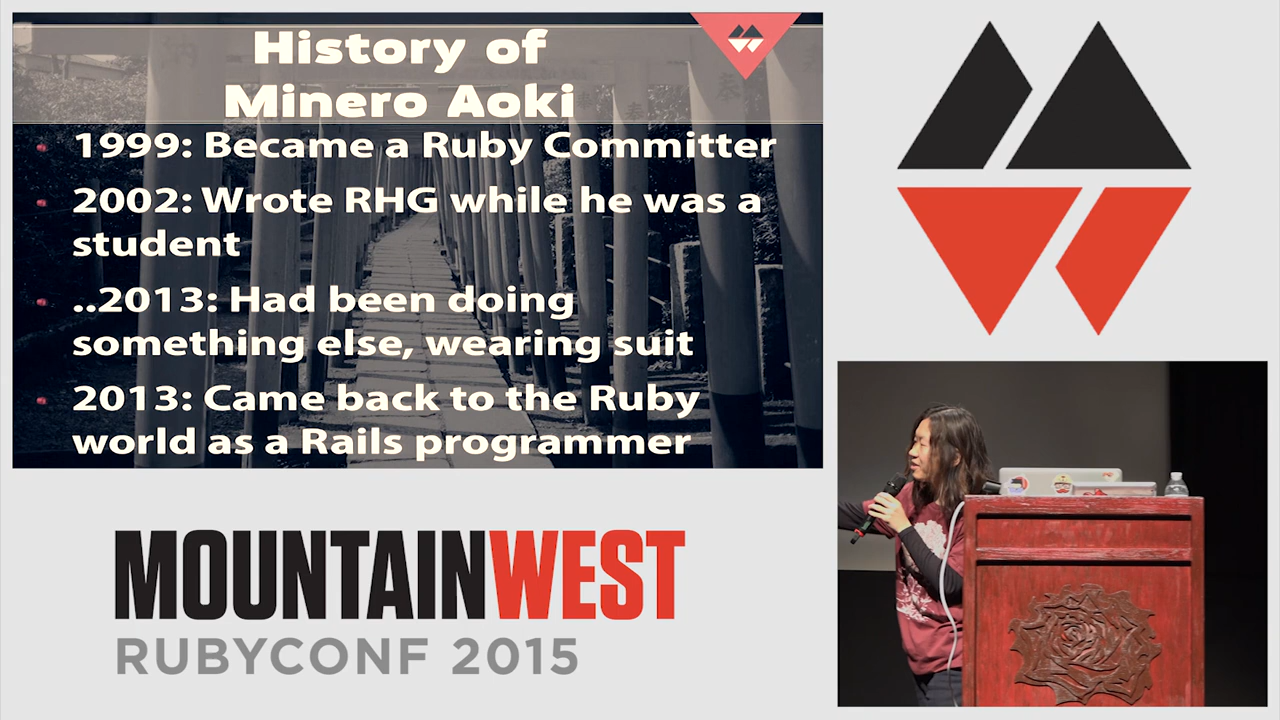 History of
Minero Aoki
1999: Became a Ruby Committer
2002: Wrote RHG while he was a
student
..2013: Had been doing
something else, wearing suit
2013: Came back to the Ruby
world as a Rails programmer
MOUNTAINWEST
RUBYCONF 2015